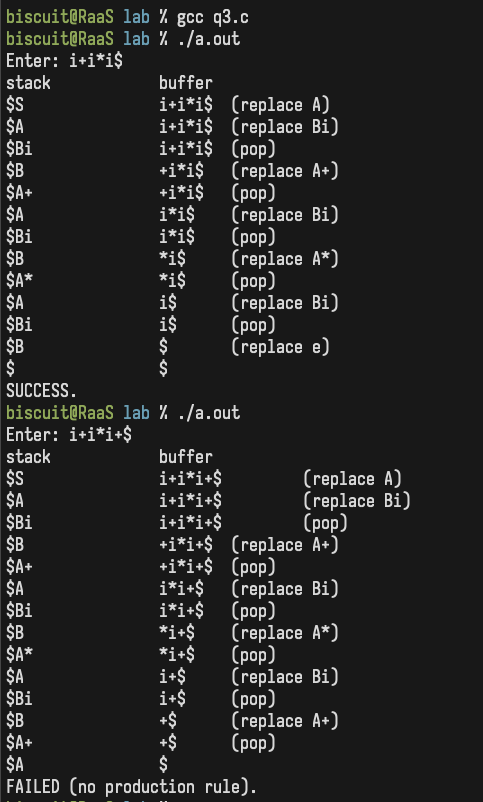 biscuit@RaaS lab % gcc q3.c
biscuit@RaaS lab % ./a.out
Enter: i+i*i$
stack buffer
$S i+i*i$ (replace A)
$A i+i*i$ (replace Bi)
$Bi i+i*i$ (pop)
$B +i*i$ (replace A+)
$A+ +i*i$ (pop)
$A i*i$ (replace Bi)
$Bi i*i$ (pop)
$B *i$ (replace A*)
$A* *i$ (pop)
$A i$ (replace Bi)
$Bi i$ (pop)
$B $ (replace e)
$ $
SUCCESS.
biscuit@RaaS lab % ./a.out
Enter: i+i*i+$
stack buffer
$S i+i*i+$ (replace A)
$A i+i*i+$ (replace Bi)
$Bi i+i*i+$ (pop)
$B +i*i+$ (replace A+)
$A+ +i*i+$ (pop)
$A i*i+$ (replace Bi)
$Bi i*i+$ (pop)
$B *i+$ (replace A*)
$A* *i+$ (pop)
$A i+$ (replace Bi)
$Bi i+$ (pop)
$B +$ (replace A+)
$A+ +$ (pop)
$A $
FAILED (no production rule).